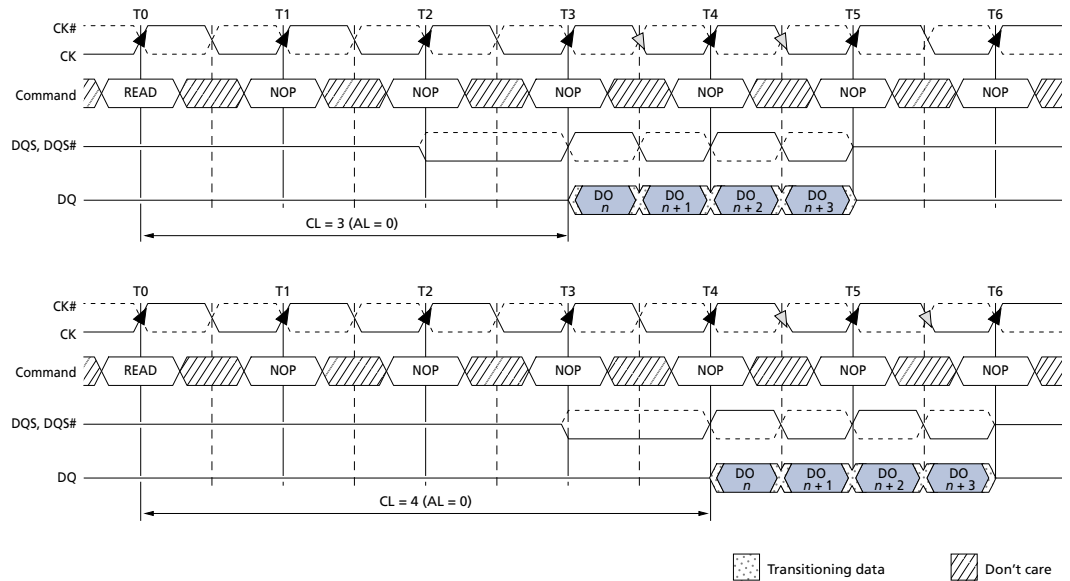 T0 T1 T2 T3 T4 T5 T6
CK#
CK
Command READ NOP NOP NOP NOP NOP NOP
DQS, DQS#
DQ DO n DO n + 1 DO n + 2 DO n + 3
CL = 3 (AL = 0)
T0 T1 T2 T3 T4 T5 T6
CK#
CK
Command READ NOP NOP NOP NOP NOP NOP
DQS, DQS#
DQ DO n DO n + 1 DO n + 2 DO n + 3
CL = 4 (AL = 0)
Transitioning data Don't care